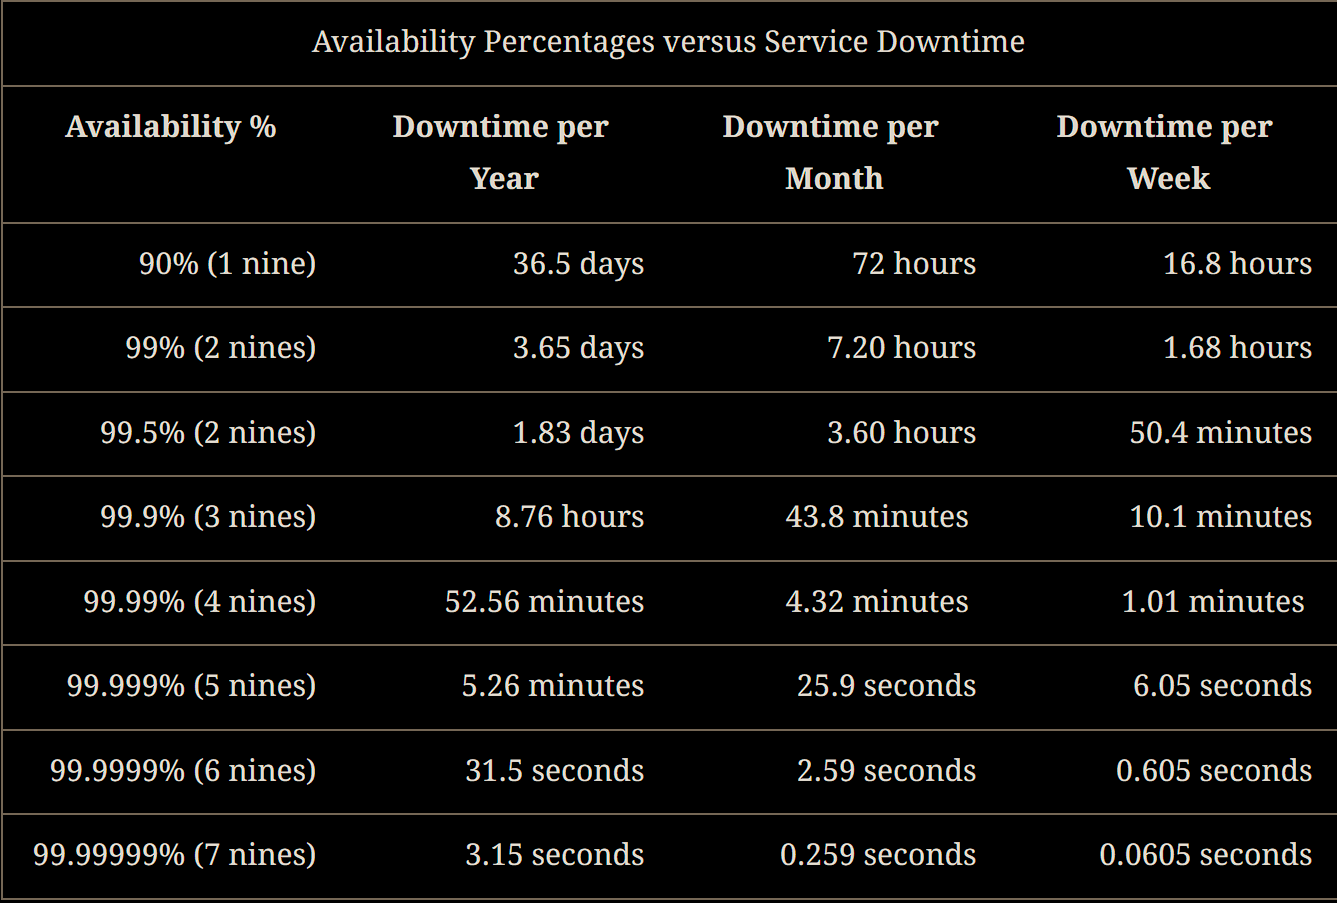 Availability Percentages versus Service Downtime
Availability % Downtime per Year Downtime per Month Downtime per Week
90% (1 nine) 36.5 days 72 hours 16.8 hours
99% (2 nines) 3.65 days 7.20 hours 1.68 hours
99.5% (2 nines) 1.83 days 3.60 hours 50.4 minutes
99.9% (3 nines) 8.76 hours 43.8 minutes 10.1 minutes
99.99% (4 nines) 52.56 minutes 4.32 minutes 1.01 minutes
99.999% (5 nines) 5.26 minutes 25.9 seconds 6.05 seconds
99.9999% (6 nines) 31.5 seconds 2.59 seconds 0.605 seconds
99.99999% (7 nines) 3.15 seconds 0.259 seconds 0.0605 seconds